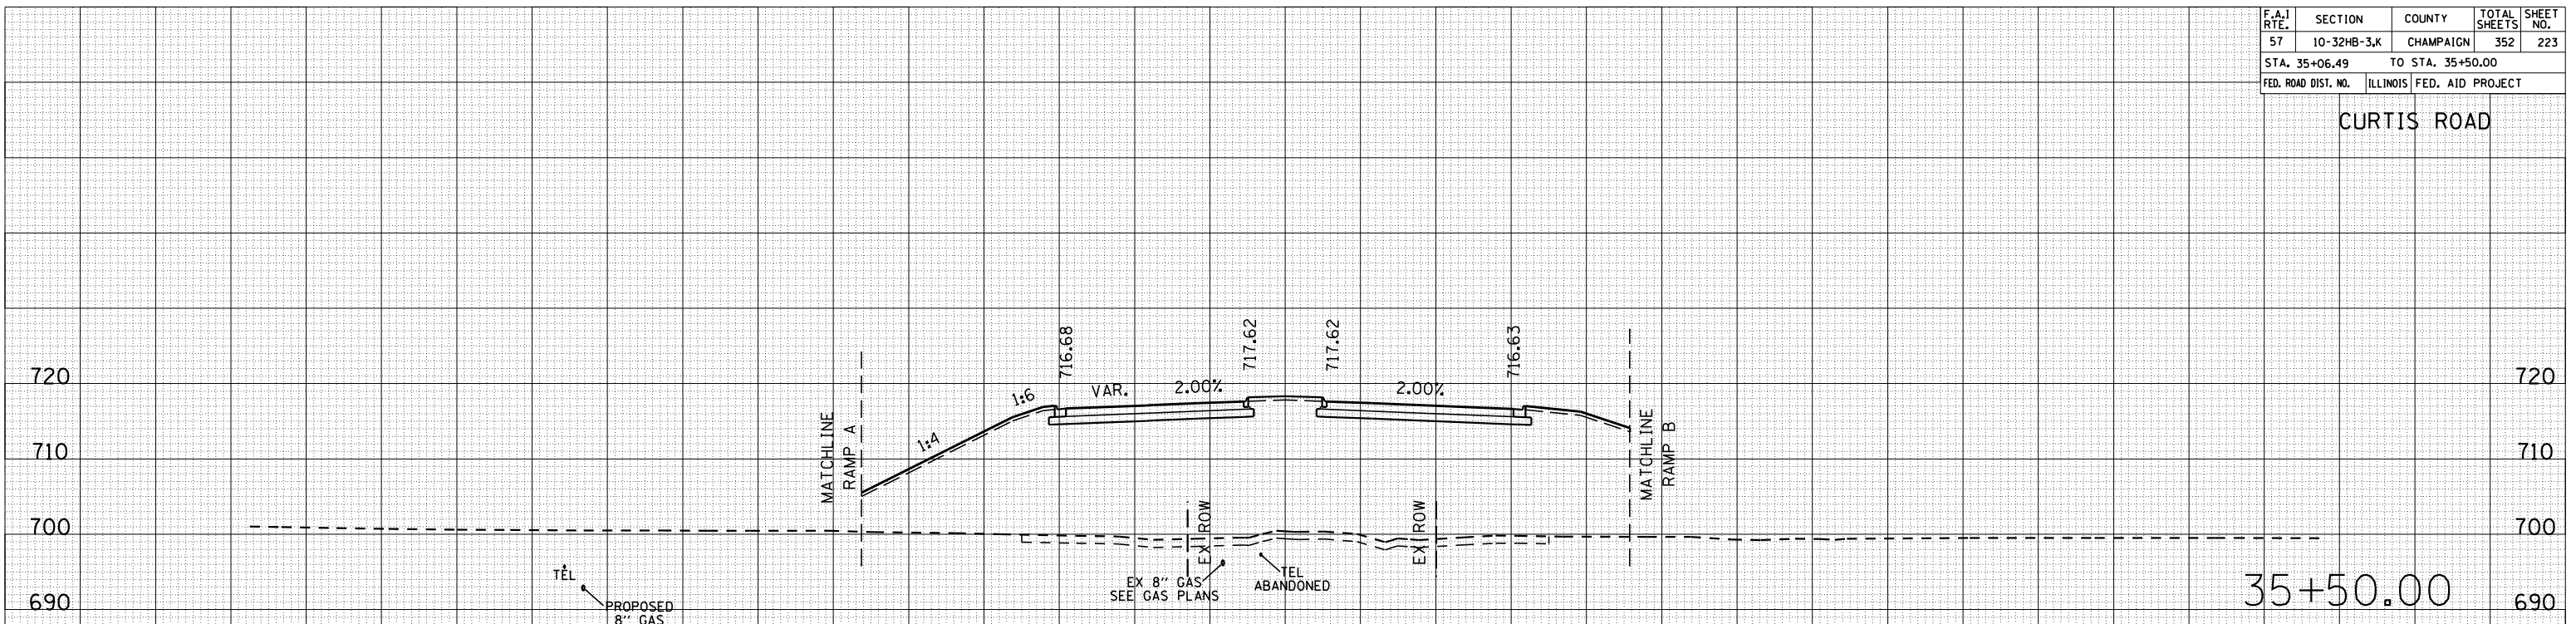 F.A.I RTE. SECTION COUNTY TOTAL SHEETS SHEET NO.
57 10-32HB-3.K CHAMPAIGN 352 223
STA. 35+06.49 TO STA. 35+50.00
FED. ROAD DIST. NO. ILLINOIS FED. AID PROJECT
CURTIS ROAD
716.68
717.62
717.62
716.63
720
720
1:6
VAR.
2.00%
2.00%
1:4
MATCHLINE
RAMP A
MATCHLINE
RAMP B
710
710
700
700
EX ROW
EX ROW
TEL
PROPOSED
8" GAS
EX 8" GAS
SEE GAS PLANS
TEL
ABANDONED
690
35+50.00
690